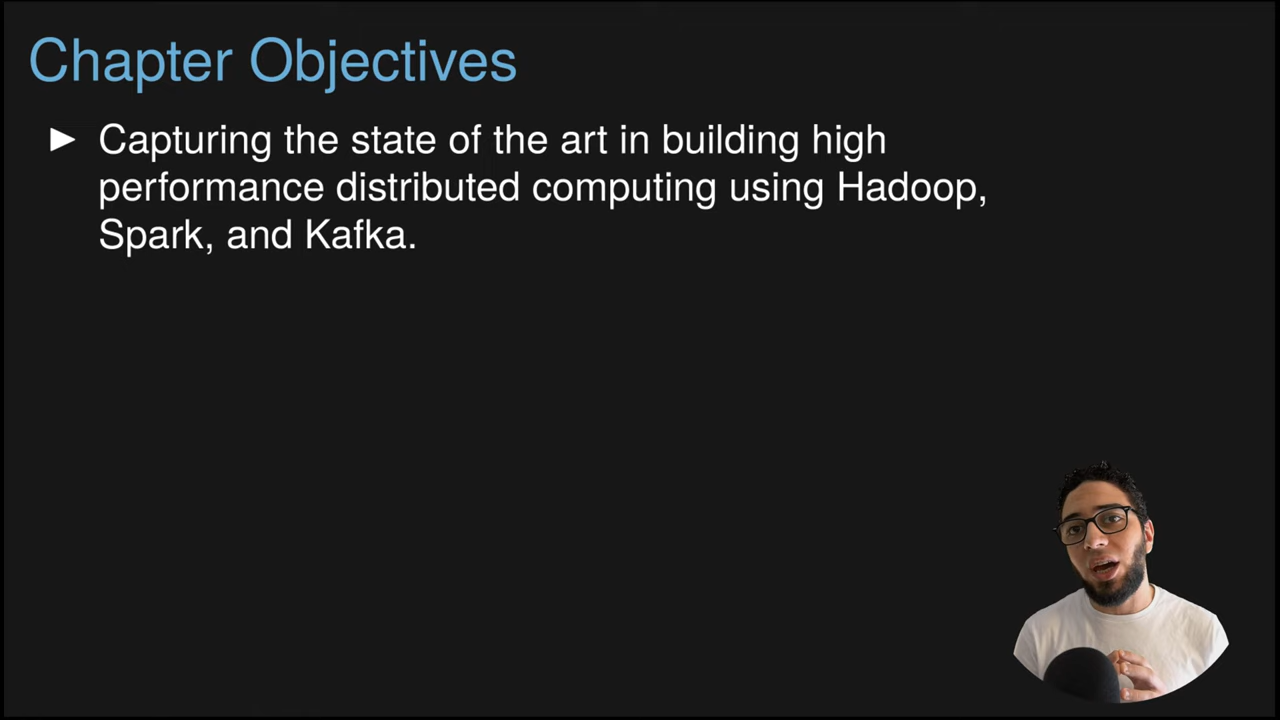 Chapter Objectives
Capturing the state of the art in building high
performance distributed computing using Hadoop,
Spark, and Kafka.